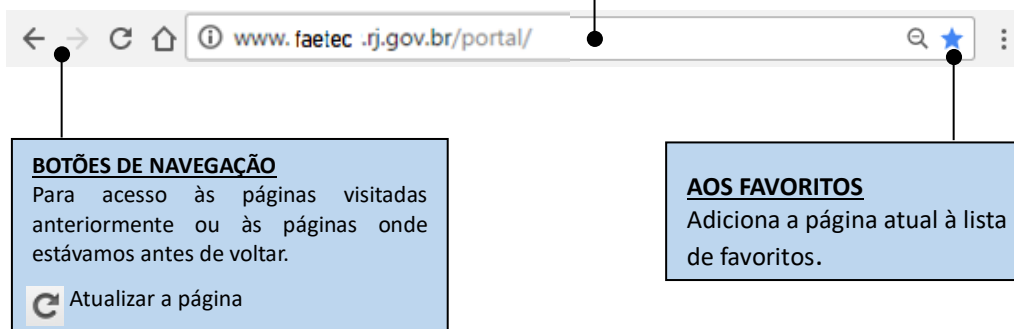 www. faetec .rj.gov.br/portal/
BOTÕES DE NAVEGAÇÃO
Para acesso às páginas visitadas
anteriormente ou às páginas onde
estávamos antes de voltar.
Atualizar a página
AOS FAVORITOS
Adiciona a página atual à lista
de favoritos.